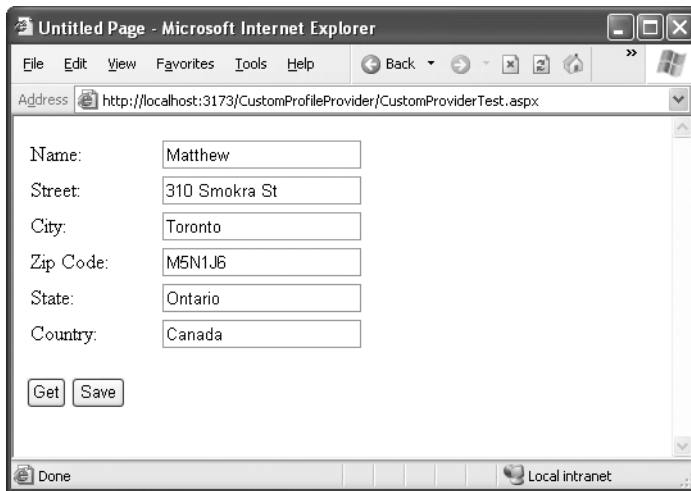 Untitled Page - Microsoft Internet Explorer
File Edit View Favorites Tools Help Back »
Address http://localhost:3173/CustomProfileProvider/CustomProviderTest.aspx
Name: Matthew
Street: 310 Smokra St
City: Toronto
Zip Code: M5N1J6
State: Ontario
Country: Canada
Get Save
Done Local intranet